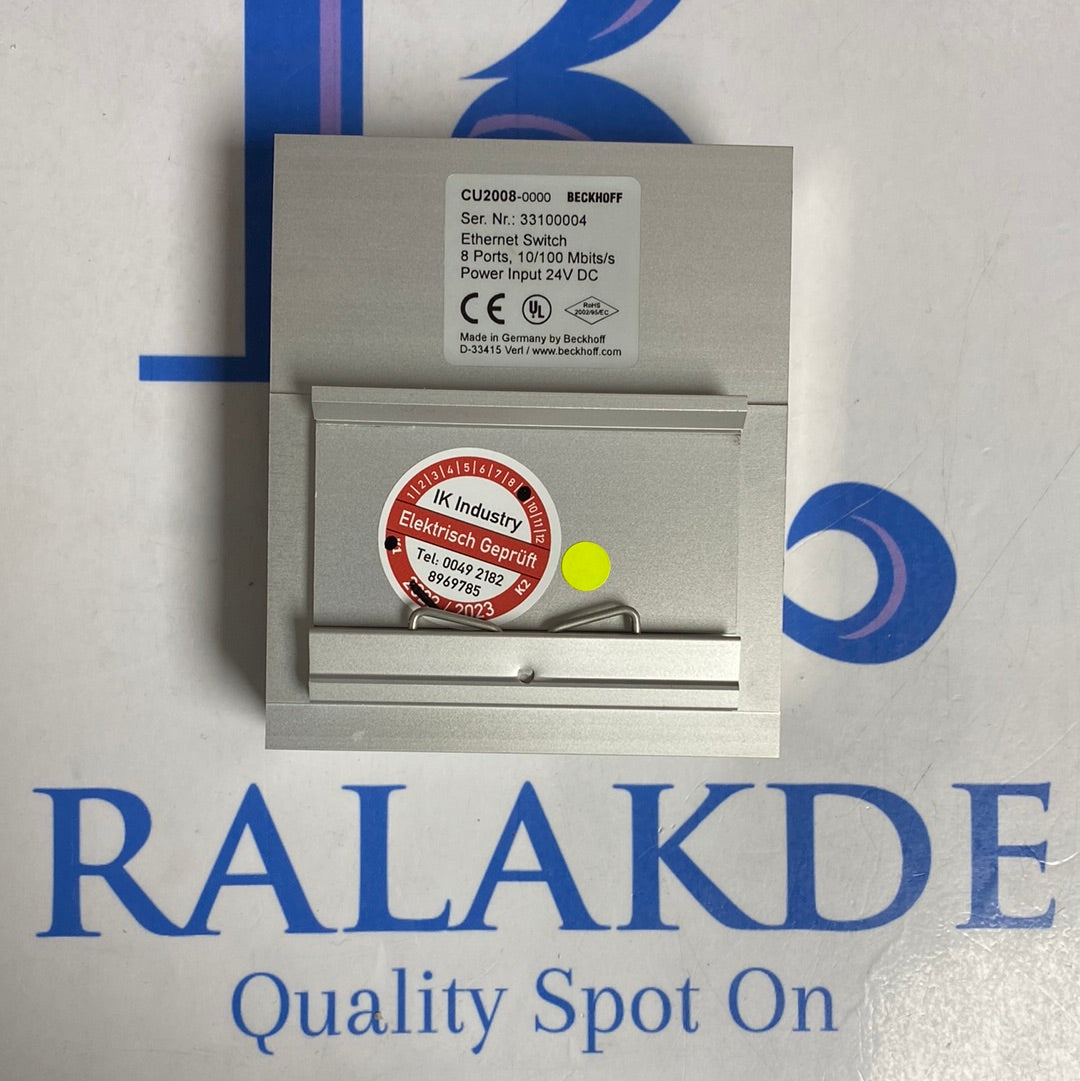 CU2008-0000 BECKHOFF
Ser. Nr.: 33100004
Ethernet Switch
8 Ports, 10/100 Mbits/s
Power Input 24V DC
CE UL RoHS
2002/95/EC
Made in Germany by Beckhoff
D-33415 Verl / www.beckhoff.com
1|2|3|4|5|6|7|8 10|11|12
IK Industry
Elektrisch Geprüft
Tel: 0049 2182
8969785
K2
/ 2023
RALAKDE
Quality Spot On